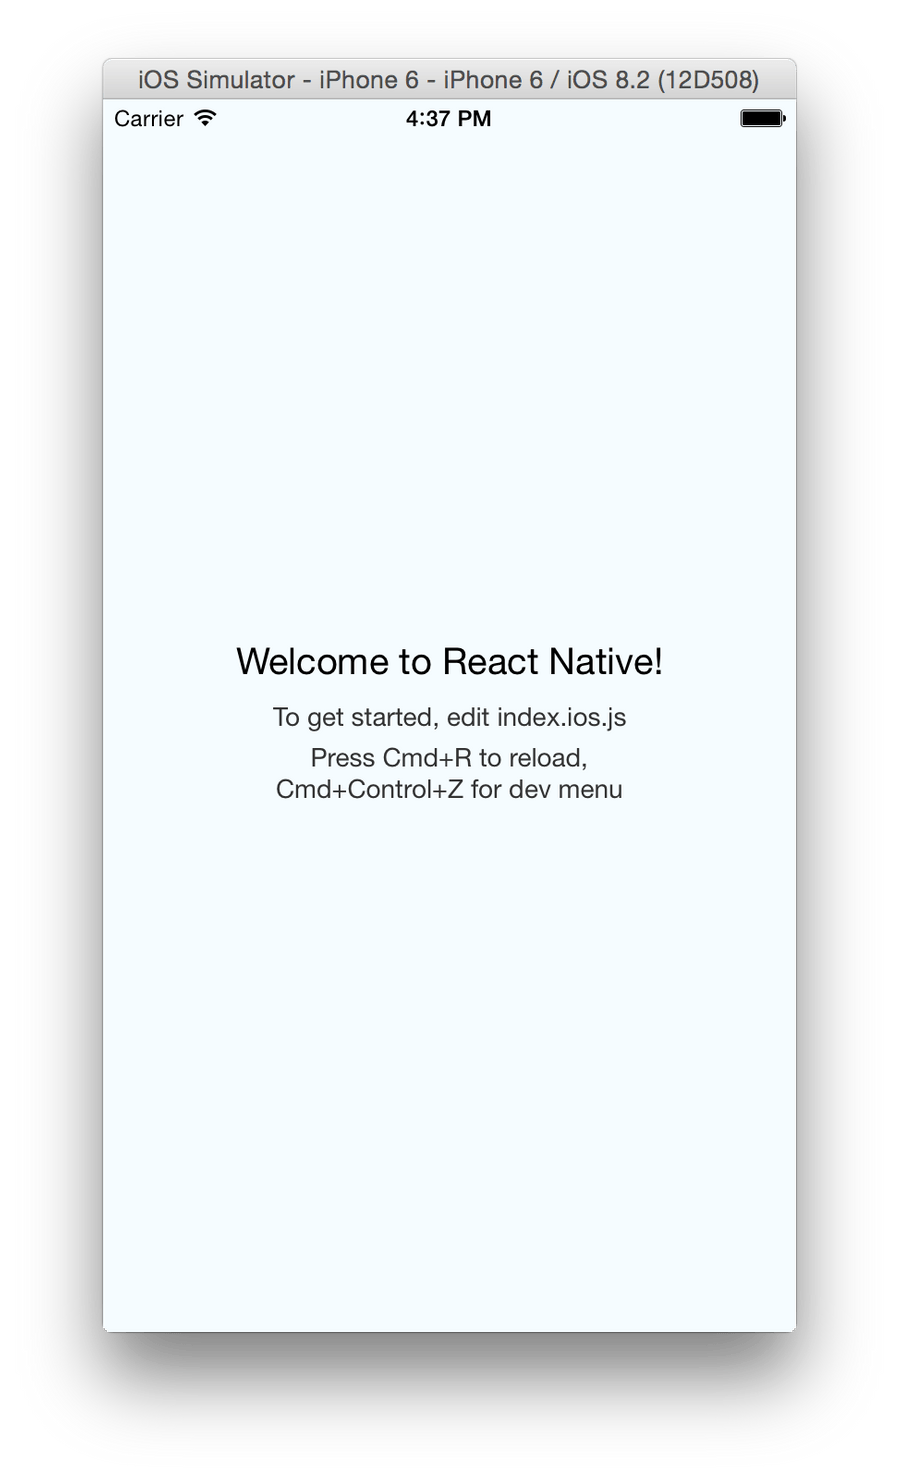 iOS Simulator - iPhone 6 - iPhone 6 / iOS 8.2 (12D508)
Carrier 4:37 PM
Welcome to React Native!
To get started, edit index.ios.js
Press Cmd+R to reload,
Cmd+Control+Z for dev menu